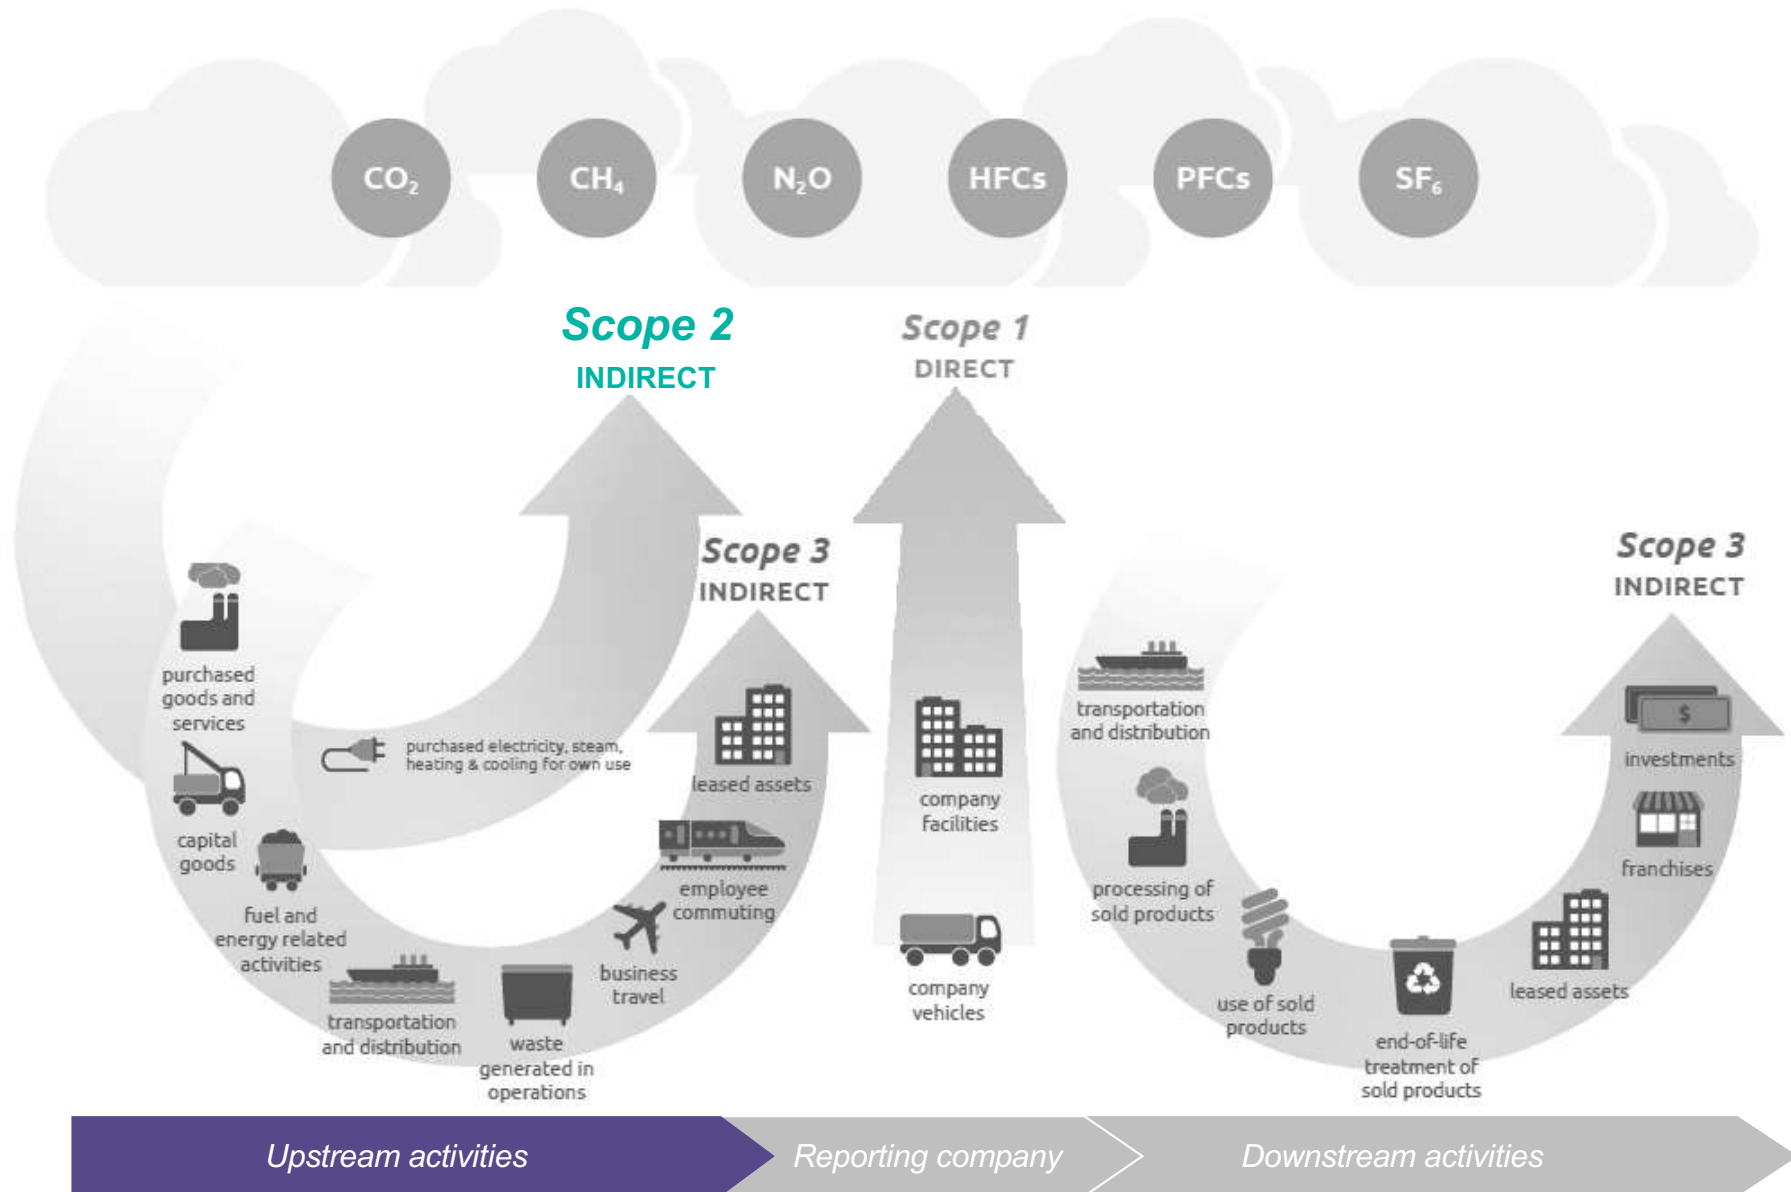 CO₂
CH₄
N₂O
HFCs
PFCs
SF₆
Scope 2
INDIRECT
Scope 1
DIRECT
Scope 3
INDIRECT
Scope 3
INDIRECT
purchased
goods and
services
capital
goods
fuel and
energy related
activities
transportation
and distribution
waste
generated in
operations
business
travel
employee
commuting
leased assets
purchased electricity, steam,
heating & cooling for own use
company
facilities
company
vehicles
transportation
and distribution
processing of
sold products
use of sold
products
end-of-life
treatment of
sold products
leased assets
franchises
$
investments
Upstream activities
Reporting company
Downstream activities